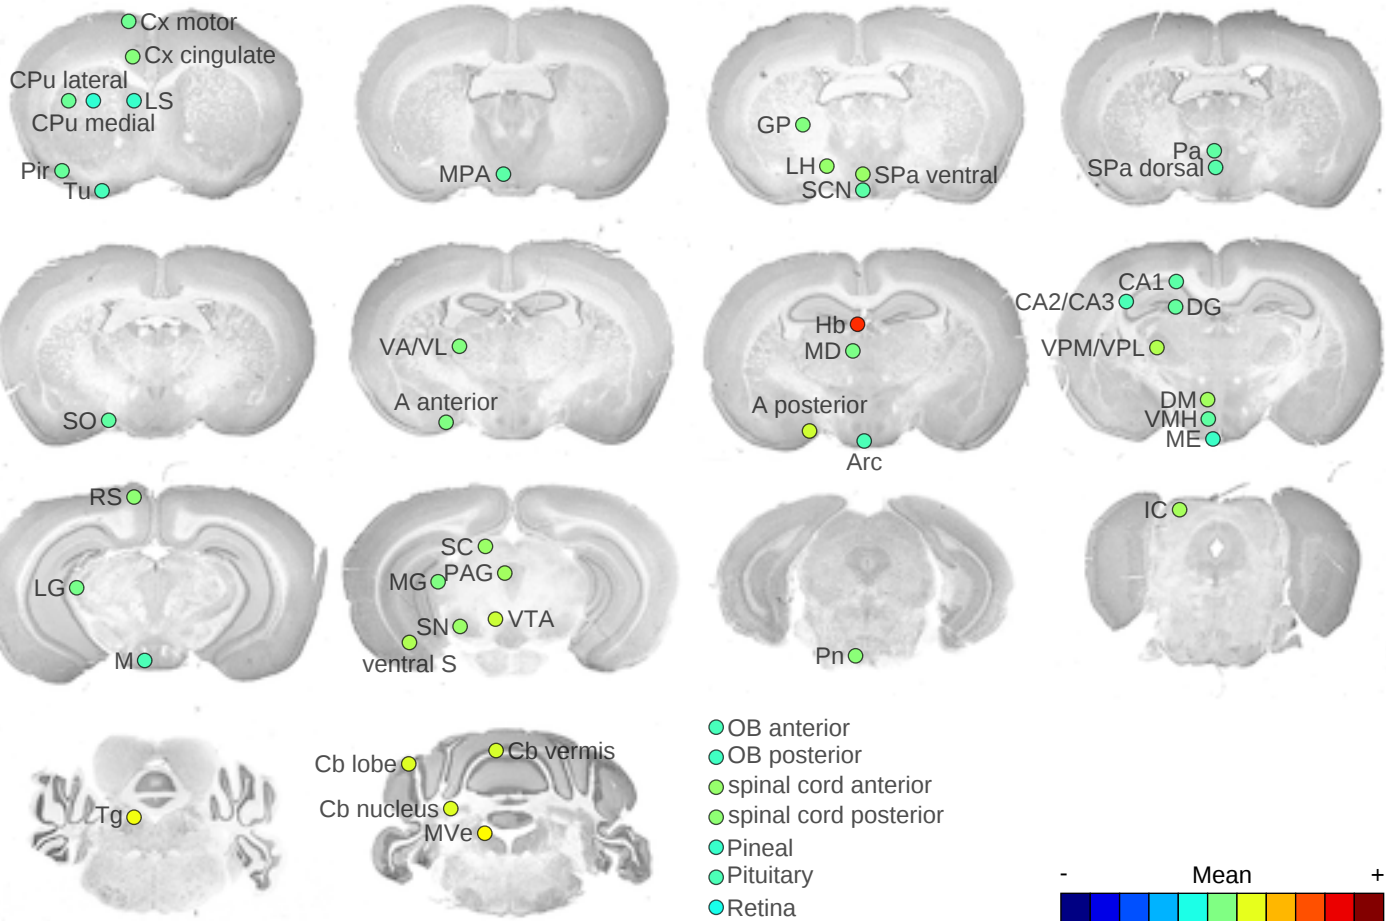 Cx motor
Cx cingulate
CPu lateral
LS
CPu medial
Pir
Tu
MPA
GP
LH
SPa ventral
SCN
Pa
SPa dorsal
SO
VA/VL
A anterior
Hb
MD
A posterior
Arc
CA1
CA2/CA3
DG
VPM/VPL
DM
VMH
ME
RS
LG
M
SC
PAG
MG
VTA
SN
ventral S
Pn
IC
Tg
Cb vermis
Cb lobe
Cb nucleus
MVe
OB anterior
OB posterior
spinal cord anterior
spinal cord posterior
Pineal
Pituitary
Retina
- Mean +